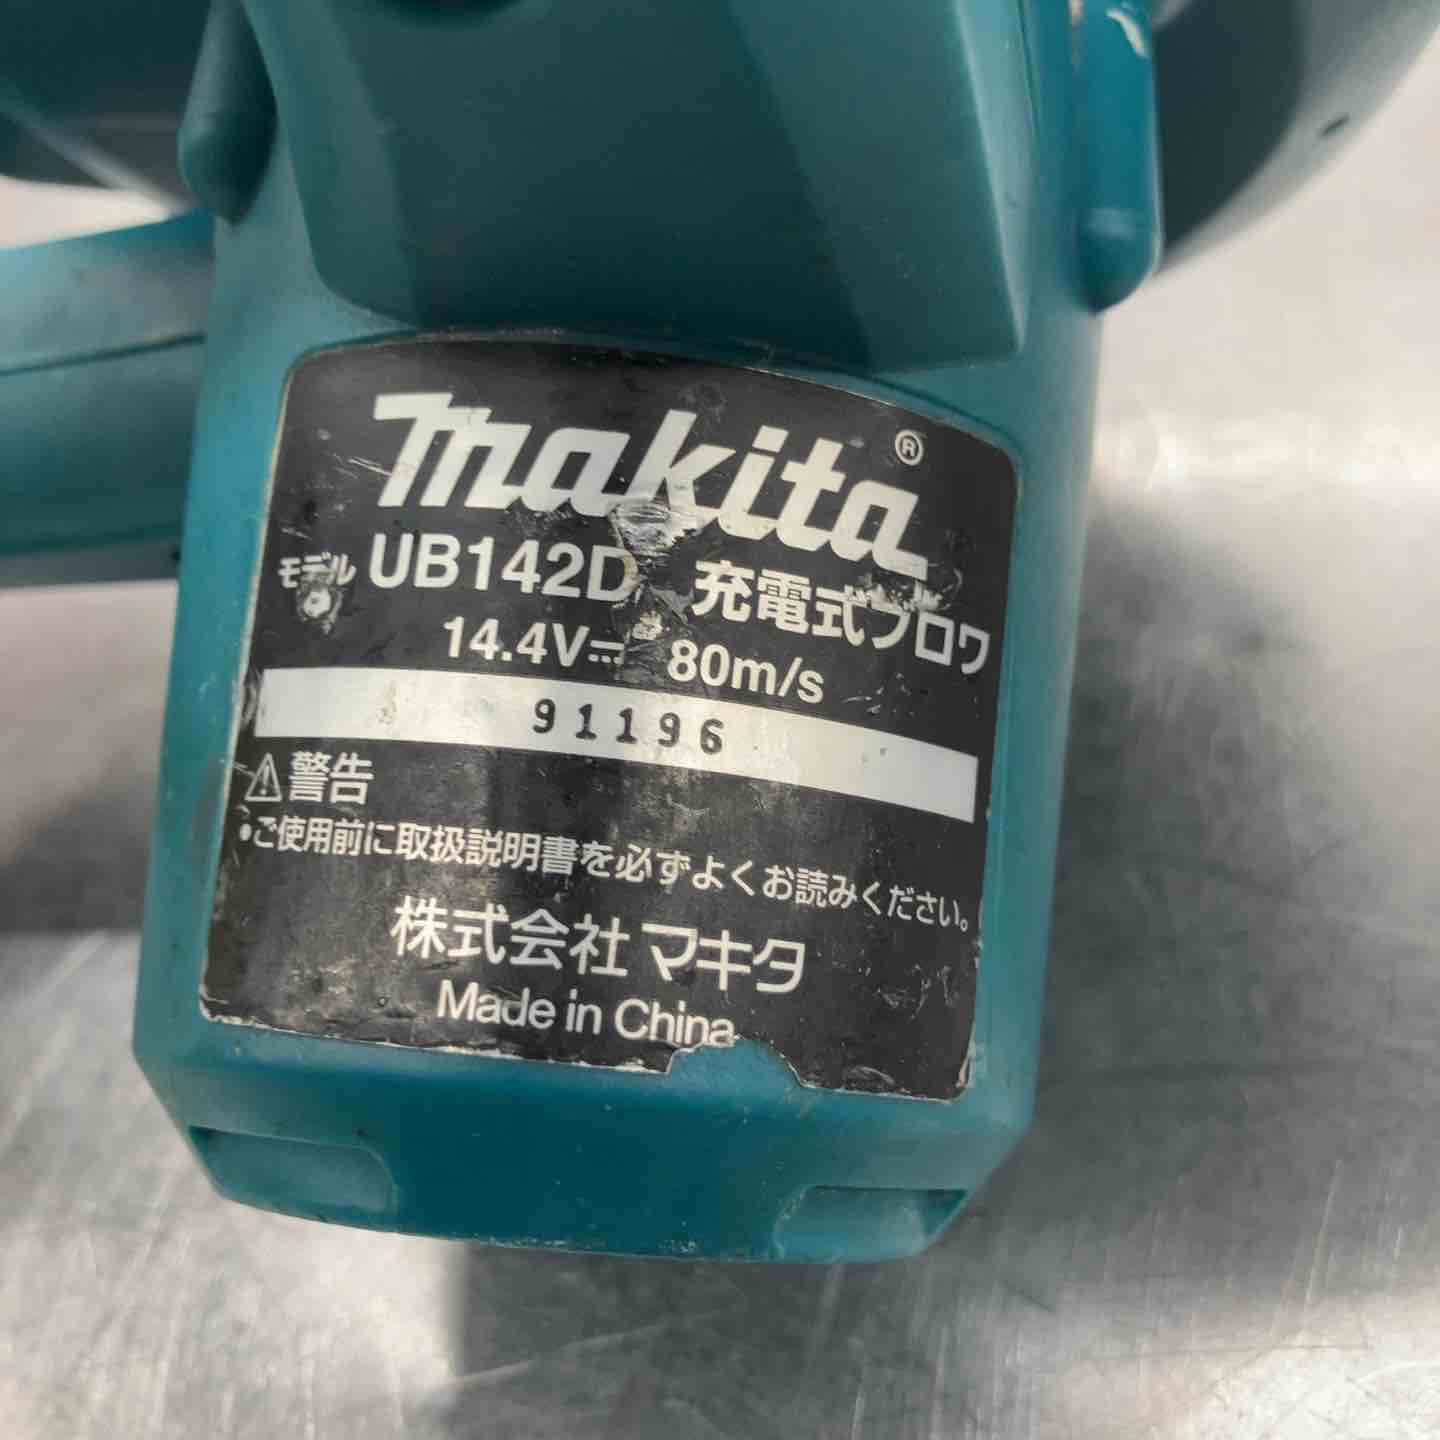 makita®
モデル UB142D 充電式ブロワ
14.4V⎓ 80m/s
91196
⚠警告
•ご使用前に取扱説明書を必ずよくお読みください。
株式会社 マキタ
Made in China